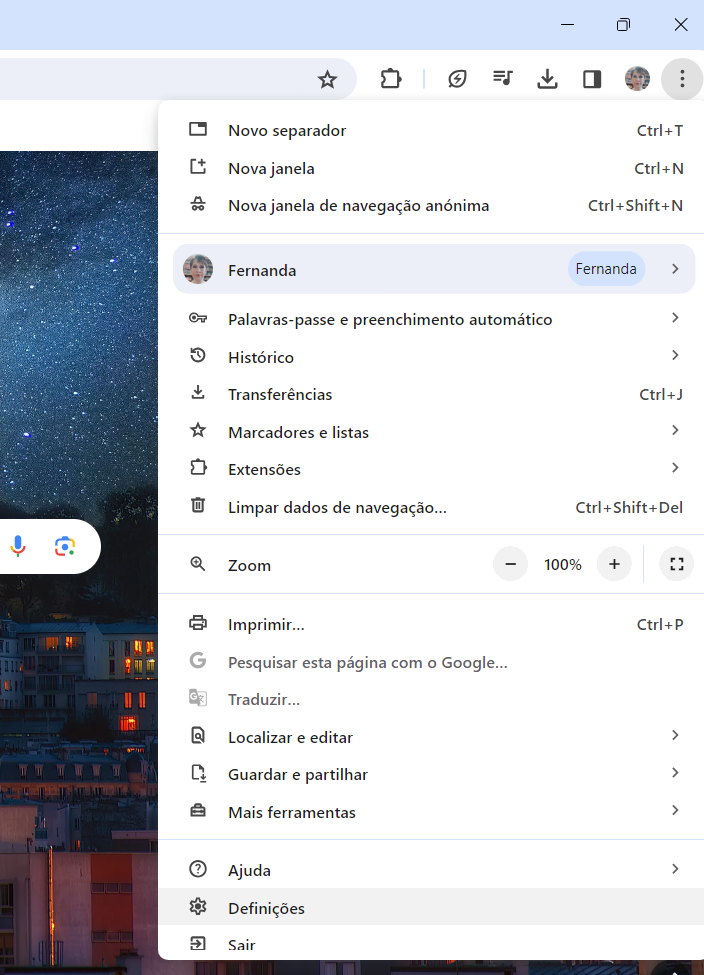 Novo separador Ctrl+T
Nova janela Ctrl+N
Nova janela de navegação anónima Ctrl+Shift+N
Fernanda Fernanda
Palavras-passe e preenchimento automático
Histórico
Transferências Ctrl+J
Marcadores e listas
Extensões
Limpar dados de navegação... Ctrl+Shift+Del
Zoom − 100% +
Imprimir... Ctrl+P
Pesquisar esta página com o Google...
Traduzir...
Localizar e editar
Guardar e partilhar
Mais ferramentas
Ajuda
Definições
Sair